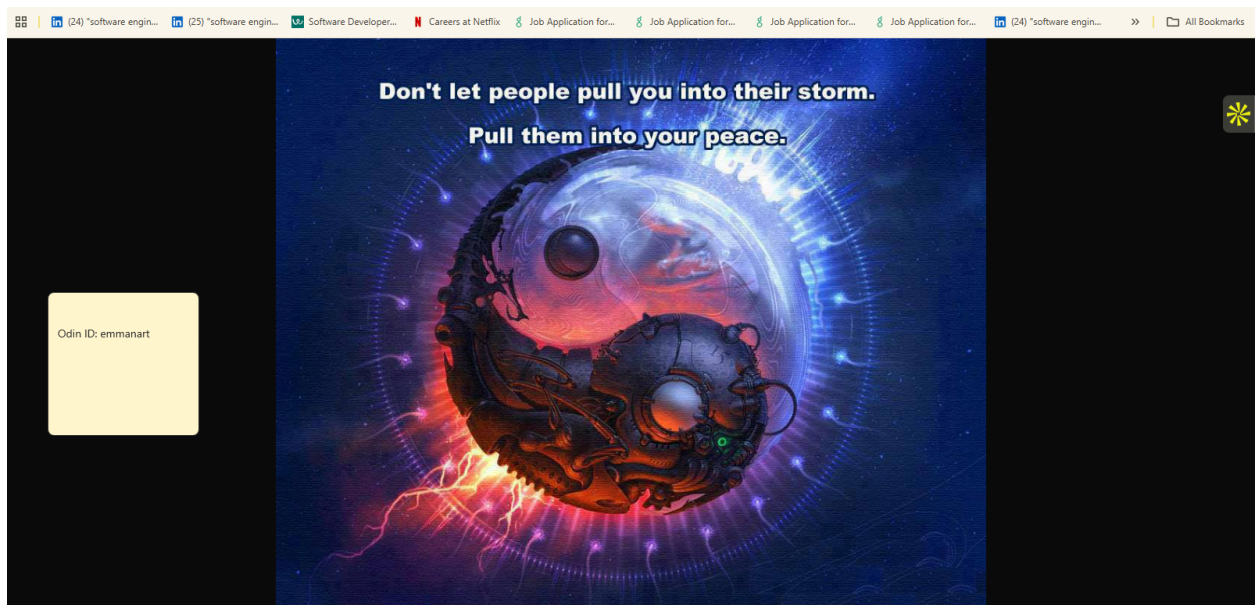 (24) "software engin...
(25) "software engin...
Software Developer...
Careers at Netflix
Job Application for...
Job Application for...
Job Application for...
Job Application for...
(24) "software engin...
All Bookmarks
Don't let people pull you into their storm.
Pull them into your peace.
Odin ID: emmanart